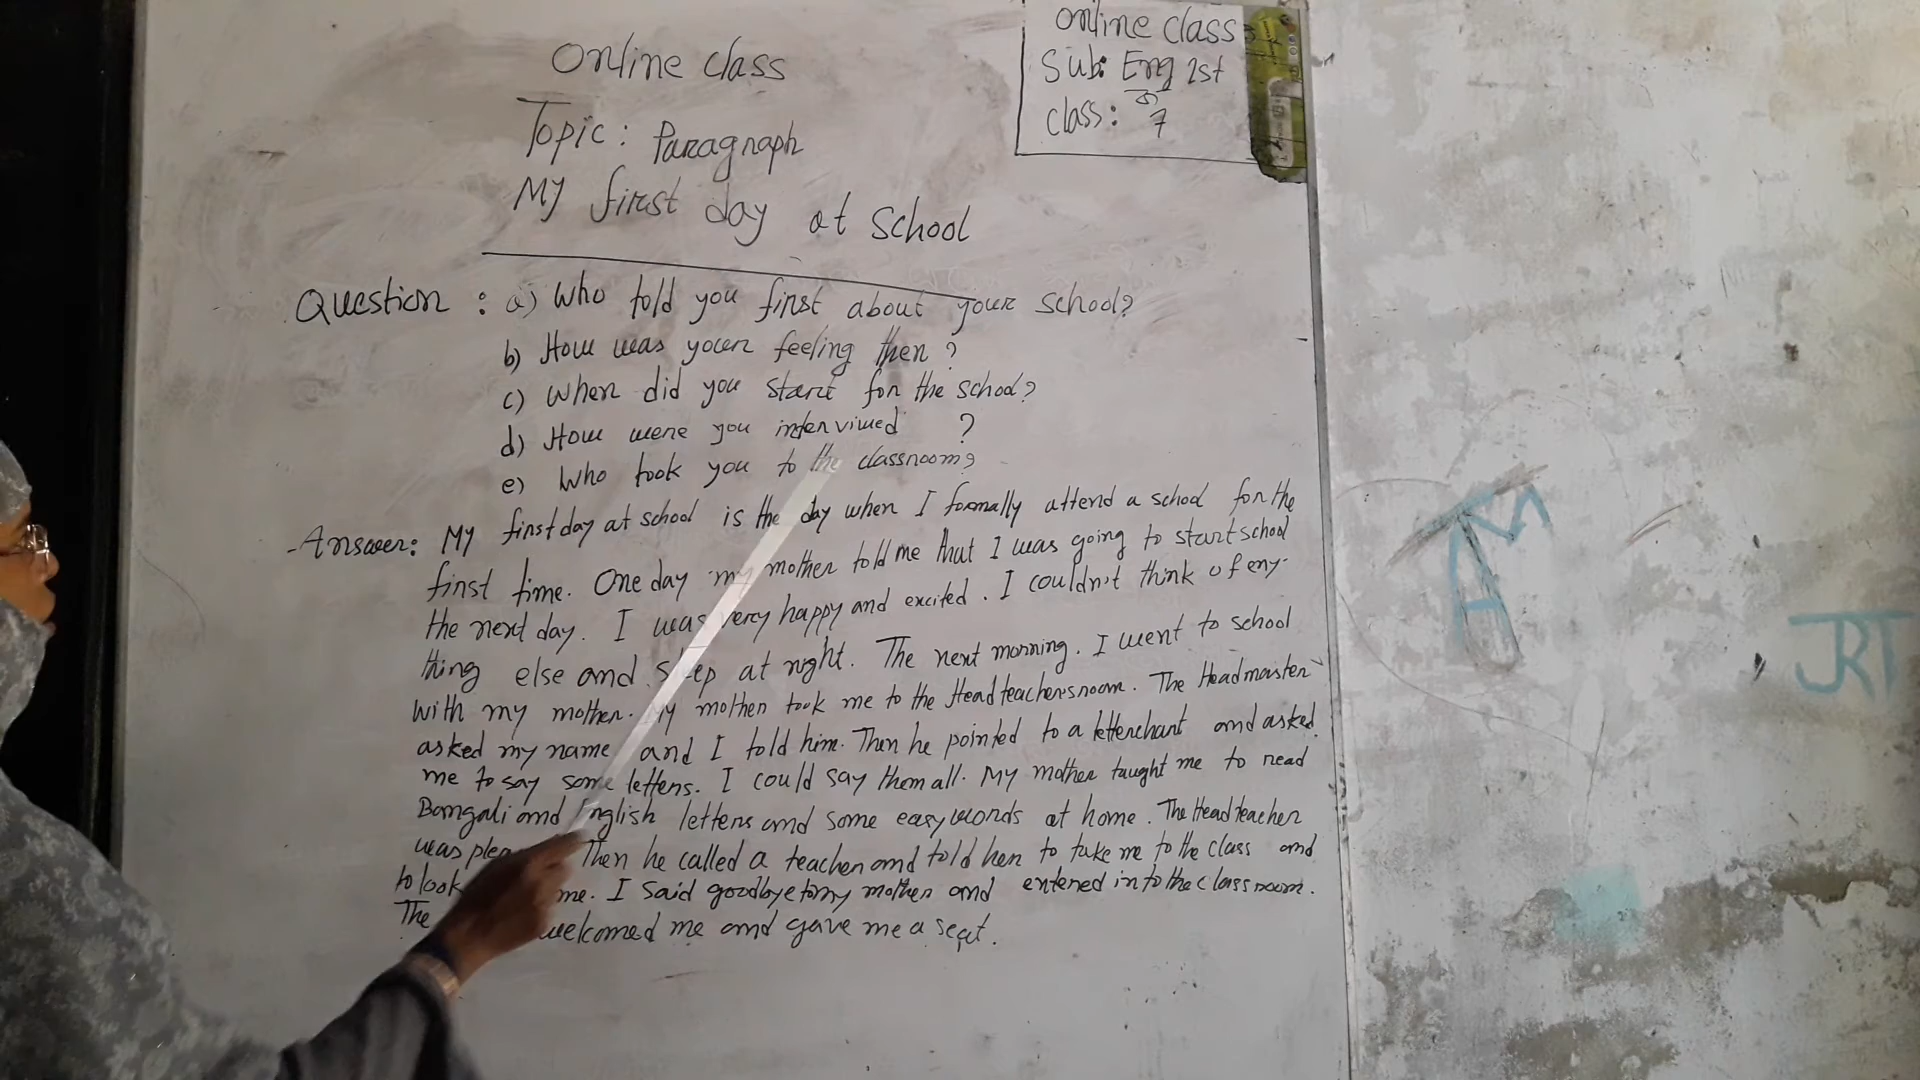 Online class
Topic: Paragraph
My first day at school
Online class
Sub: Eng 1st
Class: 7
Question: a) Who told you first about your school?
b) How was your feeling then?
c) When did you start for the school?
d) How were you interviwed ?
e) Who took you to the classroom?
Answer: My first day at school is the day when I formally attend a school for the
first time. One day my mother told me that I was going to start school
the next day. I was very happy and excited. I couldn't think of eny-
thing else and sleep at night. The next morning. I went to school
with my mother. My mother took me to the Head teachers room. The Headmaster
asked my name and I told him. Then he pointed to a letterchart and asked
me to say some letters. I could say them all. My mother taught me to read
Bangali and English letters and some easy words at home. The Head teacher
was Then he called a teacher and told her to take me to the class and
to look me. I said goodbye to my mother and entered into the classroom.
The welcomed me and gave me a seat.
JRT